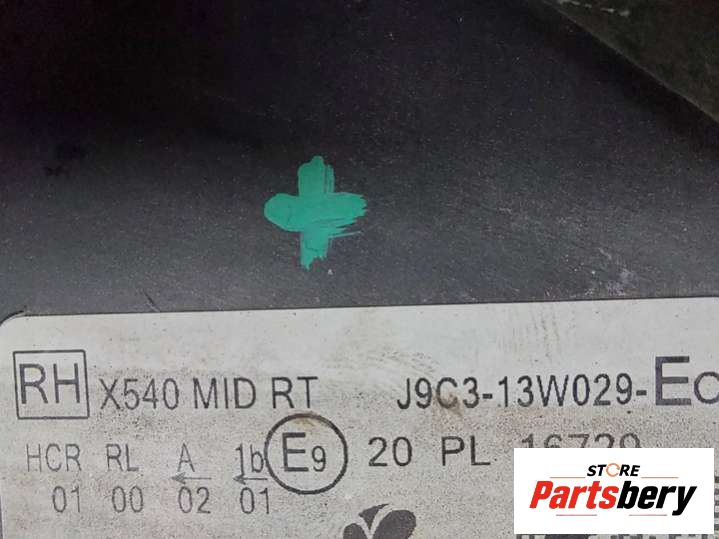 RH X540 MID RT J9C3-13W029-EC
HCR RL A 1b E9 20 PL 16729
01 00 02 01
STORE
Partsbery